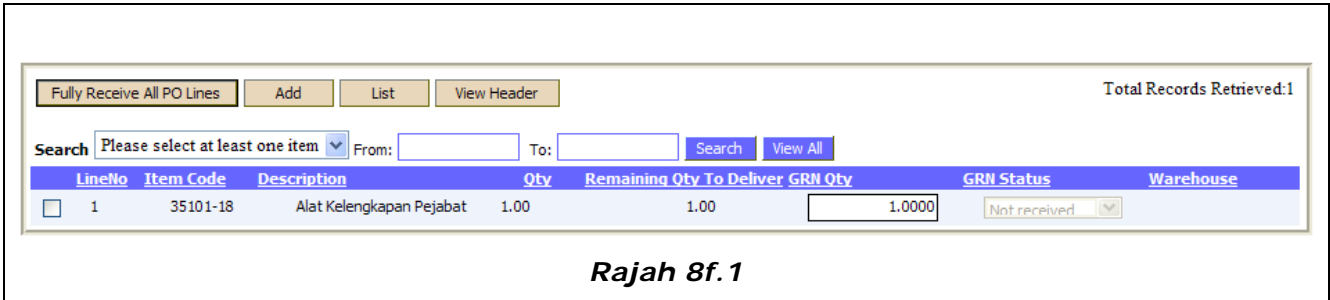 Fully Receive All PO Lines Add List View Header Total Records Retrieved:1
Search Please select at least one item From: To: Search View All
LineNo Item Code Description Qty Remaining Qty To Deliver GRN Qty GRN Status Warehouse
1 35101-18 Alat Kelengkapan Pejabat 1.00 1.00 1.0000 Not received
Rajah 8f.1